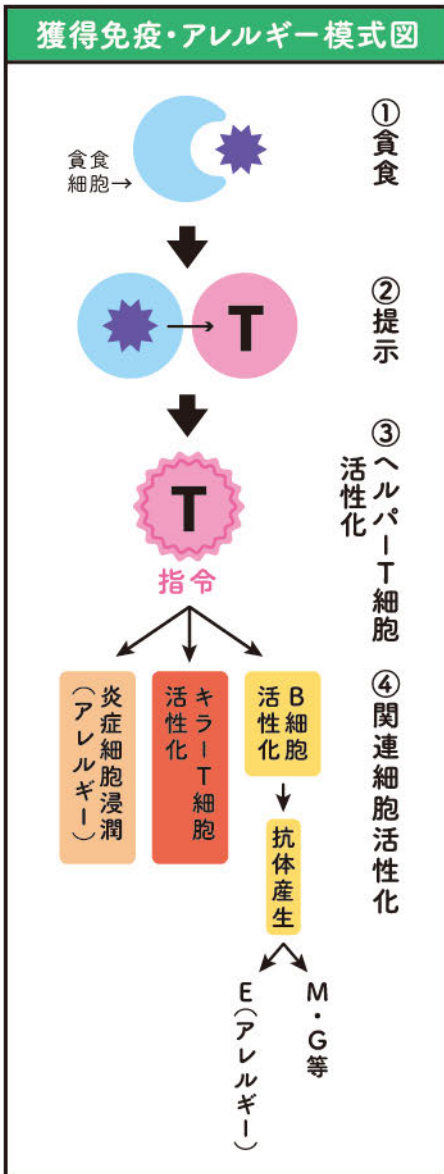 獲得免疫・アレルギー模式図
①貪食
貪食
細胞→
②提示
T
③ヘルパーT細胞
活性化
T
指令
④関連細胞活性化
B細胞
活性化
キラーT細胞
活性化
炎症細胞浸潤
(アレルギー)
抗体産生
M・G等
E(アレルギー)